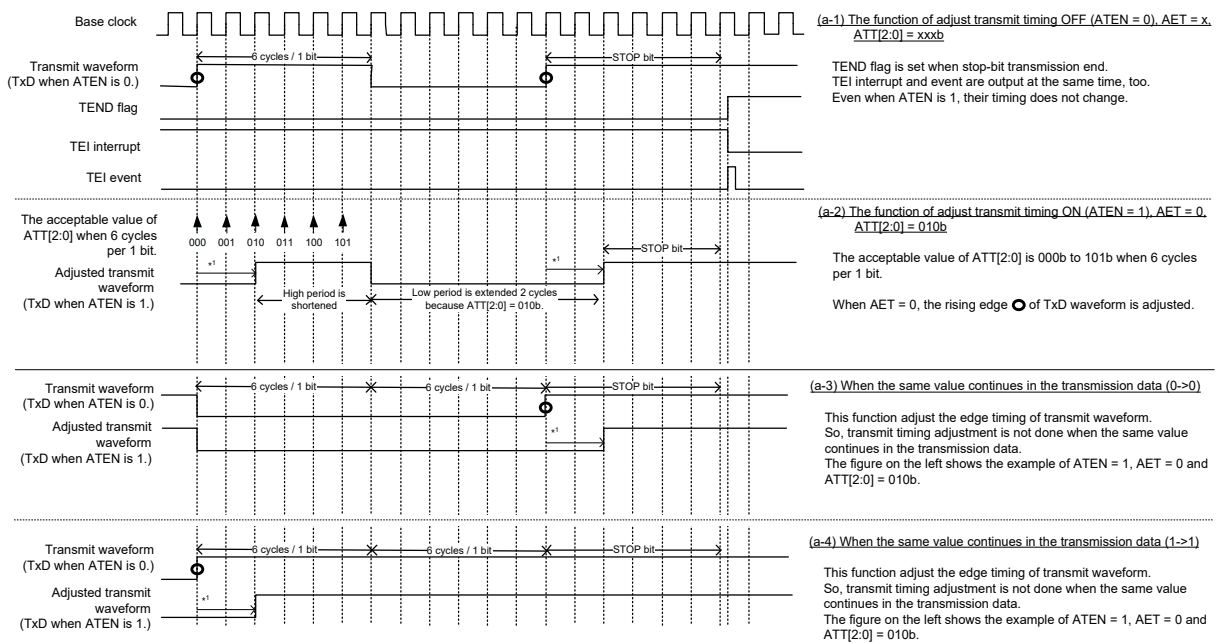 Base clock
(a-1) The function of adjust transmit timing OFF (ATEN = 0), AET = x,
ATT[2:0] = xxxb
6 cycles / 1 bit
STOP bit
Transmit waveform
(TxD when ATEN is 0.)
TEND flag is set when stop-bit transmission end.
TEI interrupt and event are output at the same time, too.
Even when ATEN is 1, their timing does not change.
TEND flag
TEI interrupt
TEI event
(a-2) The function of adjust transmit timing ON (ATEN = 1), AET = 0,
ATT[2:0] = 010b
The acceptable value of
ATT[2:0] when 6 cycles
per 1 bit.
000 001 010 011 100 101
STOP bit
The acceptable value of ATT[2:0] is 000b to 101b when 6 cycles
per 1 bit.
Adjusted transmit
waveform
(TxD when ATEN is 1.)
*1
*1
High period is
shortened
Low period is extended 2 cycles
because ATT[2:0] = 010b.
When AET = 0, the rising edge O of TxD waveform is adjusted.
Transmit waveform
(TxD when ATEN is 0.)
6 cycles / 1 bit
6 cycles / 1 bit
STOP bit
(a-3) When the same value continues in the transmission data (0->0)
Adjusted transmit
waveform
(TxD when ATEN is 1.)
*1
This function adjust the edge timing of transmit waveform.
So, transmit timing adjustment is not done when the same value
continues in the transmission data.
The figure on the left shows the example of ATEN = 1, AET = 0 and
ATT[2:0] = 010b.
Transmit waveform
(TxD when ATEN is 0.)
6 cycles / 1 bit
6 cycles / 1 bit
STOP bit
(a-4) When the same value continues in the transmission data (1->1)
Adjusted transmit
waveform
(TxD when ATEN is 1.)
*1
This function adjust the edge timing of transmit waveform.
So, transmit timing adjustment is not done when the same value
continues in the transmission data.
The figure on the left shows the example of ATEN = 1, AET = 0 and
ATT[2:0] = 010b.